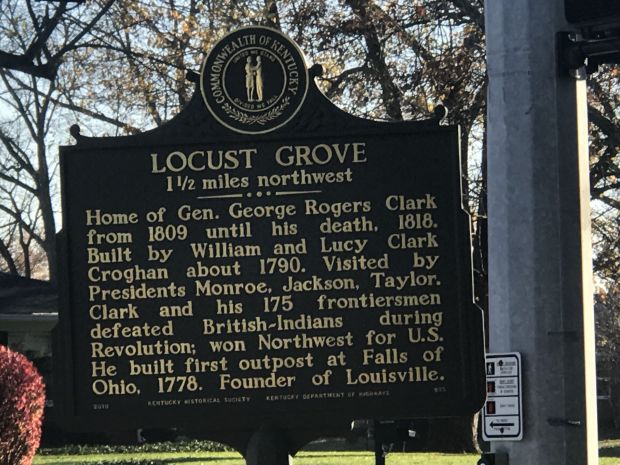 COMMONWEALTH OF KENTUCKY
UNITED WE STAND
DIVIDED WE FALL
LOCUST GROVE
1½ miles northwest
Home of Gen. George Rogers Clark
from 1809 until his death, 1818.
Built by William and Lucy Clark
Croghan about 1790. Visited by
Presidents Monroe, Jackson, Taylor.
Clark and his 175 frontiersmen
defeated British-Indians during
Revolution; won Northwest for U.S.
He built first outpost at Falls of
Ohio, 1778. Founder of Louisville.
KENTUCKY HISTORICAL SOCIETY KENTUCKY DEPARTMENT OF HIGHWAYS